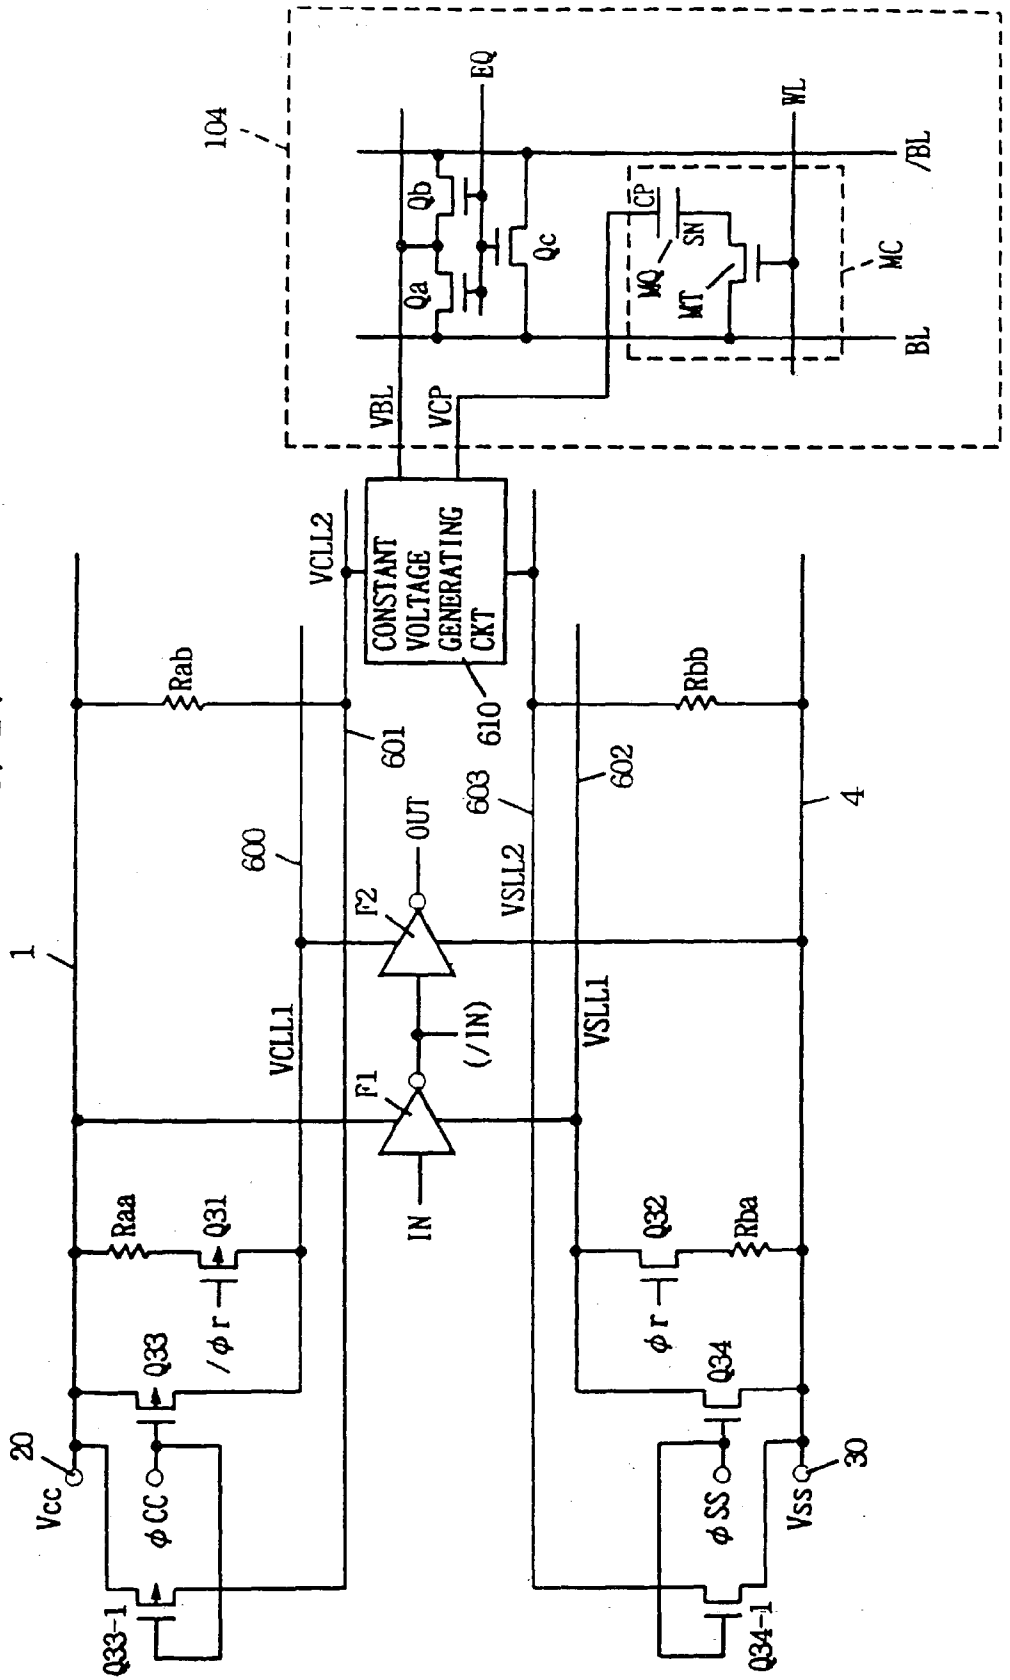 104
EQ
WL
Qb
Qa
Qc
CP
SN
MQ
MT
MC
/BL
BL
VBL
VCP
VCLL2
CONSTANT
VOLTAGE
GENERATING
CKT
610
Rab
Rbb
601
603
602
600
4
1
OUT
F2
VSLL2
VCLL1
F1
(/IN)
VSLL1
IN
Raa
Q31
/φr
Q32
Rba
φr
Q33
Q34
20
Vcc
φCC
φSS
Vss
30
Q33-1
Q34-1